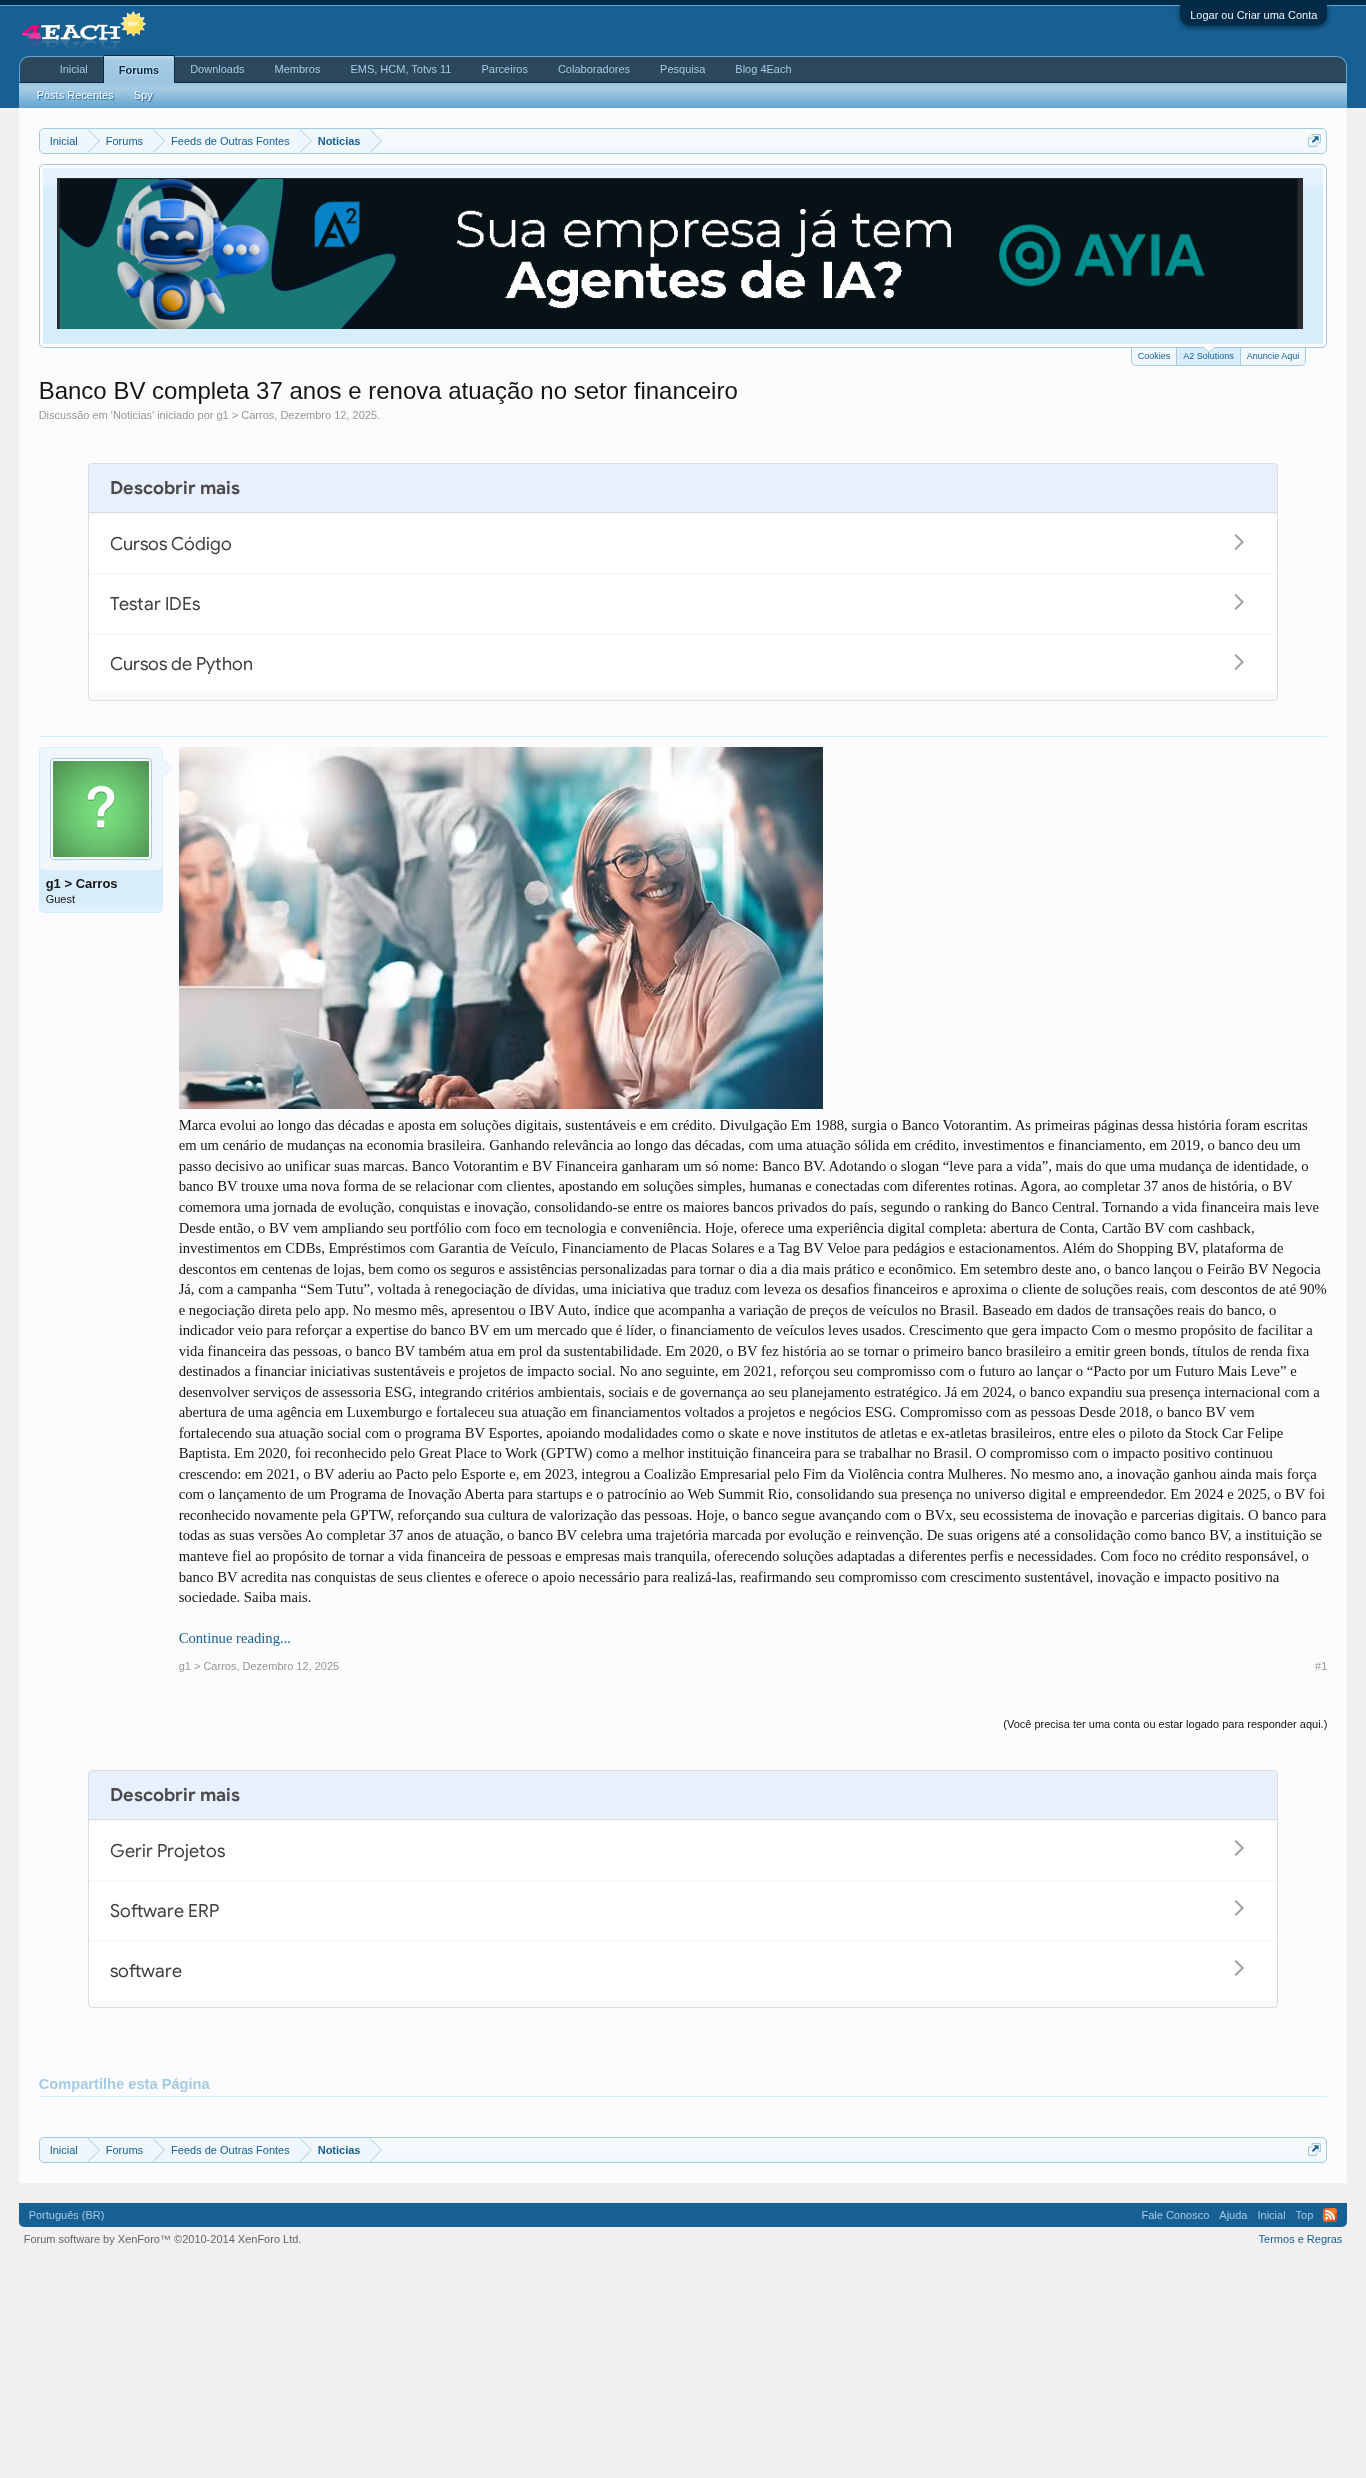 Logar ou Criar uma Conta
4EACH
Inicial Forums Downloads Membros EMS, HCM, Totvs 11 Parceiros Colaboradores Pesquisa Blog 4Each
Posts Recentes Spy
Inicial Forums Feeds de Outras Fontes Noticias
Sua empresa já tem
Agentes de IA?
A2
AYIA
Cookies A2 Solutions Anuncie Aqui
Banco BV completa 37 anos e renova atuação no setor financeiro
Discussão em 'Noticias' iniciado por g1 > Carros, Dezembro 12, 2025.
Descobrir mais
Cursos Código
Testar IDEs
Cursos de Python
?
g1 > Carros
Guest
Marca evolui ao longo das décadas e aposta em soluções digitais, sustentáveis e em crédito. Divulgação Em 1988, surgia o Banco Votorantim. As primeiras páginas dessa história foram escritas
em um cenário de mudanças na economia brasileira. Ganhando relevância ao longo das décadas, com uma atuação sólida em crédito, investimentos e financiamento, em 2019, o banco deu um
passo decisivo ao unificar suas marcas. Banco Votorantim e BV Financeira ganharam um só nome: Banco BV. Adotando o slogan “leve para a vida”, mais do que uma mudança de identidade, o
banco BV trouxe uma nova forma de se relacionar com clientes, apostando em soluções simples, humanas e conectadas com diferentes rotinas. Agora, ao completar 37 anos de história, o BV
comemora uma jornada de evolução, conquistas e inovação, consolidando-se entre os maiores bancos privados do país, segundo o ranking do Banco Central. Tornando a vida financeira mais leve
Desde então, o BV vem ampliando seu portfólio com foco em tecnologia e conveniência. Hoje, oferece uma experiência digital completa: abertura de Conta, Cartão BV com cashback,
investimentos em CDBs, Empréstimos com Garantia de Veículo, Financiamento de Placas Solares e a Tag BV Veloe para pedágios e estacionamentos. Além do Shopping BV, plataforma de
descontos em centenas de lojas, bem como os seguros e assistências personalizadas para tornar o dia a dia mais prático e econômico. Em setembro deste ano, o banco lançou o Feirão BV Negocia
Já, com a campanha “Sem Tutu”, voltada à renegociação de dívidas, uma iniciativa que traduz com leveza os desafios financeiros e aproxima o cliente de soluções reais, com descontos de até 90%
e negociação direta pelo app. No mesmo mês, apresentou o IBV Auto, índice que acompanha a variação de preços de veículos no Brasil. Baseado em dados de transações reais do banco, o
indicador veio para reforçar a expertise do banco BV em um mercado que é líder, o financiamento de veículos leves usados. Crescimento que gera impacto Com o mesmo propósito de facilitar a
vida financeira das pessoas, o banco BV também atua em prol da sustentabilidade. Em 2020, o BV fez história ao se tornar o primeiro banco brasileiro a emitir green bonds, títulos de renda fixa
destinados a financiar iniciativas sustentáveis e projetos de impacto social. No ano seguinte, em 2021, reforçou seu compromisso com o futuro ao lançar o “Pacto por um Futuro Mais Leve” e
desenvolver serviços de assessoria ESG, integrando critérios ambientais, sociais e de governança ao seu planejamento estratégico. Já em 2024, o banco expandiu sua presença internacional com a
abertura de uma agência em Luxemburgo e fortaleceu sua atuação em financiamentos voltados a projetos e negócios ESG. Compromisso com as pessoas Desde 2018, o banco BV vem
fortalecendo sua atuação social com o programa BV Esportes, apoiando modalidades como o skate e nove institutos de atletas e ex-atletas brasileiros, entre eles o piloto da Stock Car Felipe
Baptista. Em 2020, foi reconhecido pelo Great Place to Work (GPTW) como a melhor instituição financeira para se trabalhar no Brasil. O compromisso com o impacto positivo continuou
crescendo: em 2021, o BV aderiu ao Pacto pelo Esporte e, em 2023, integrou a Coalizão Empresarial pelo Fim da Violência contra Mulheres. No mesmo ano, a inovação ganhou ainda mais força
com o lançamento de um Programa de Inovação Aberta para startups e o patrocínio ao Web Summit Rio, consolidando sua presença no universo digital e empreendedor. Em 2024 e 2025, o BV foi
reconhecido novamente pela GPTW, reforçando sua cultura de valorização das pessoas. Hoje, o banco segue avançando com o BVx, seu ecossistema de inovação e parcerias digitais. O banco para
todas as suas versões Ao completar 37 anos de atuação, o banco BV celebra uma trajetória marcada por evolução e reinvenção. De suas origens até a consolidação como banco BV, a instituição se
manteve fiel ao propósito de tornar a vida financeira de pessoas e empresas mais tranquila, oferecendo soluções adaptadas a diferentes perfis e necessidades. Com foco no crédito responsável, o
banco BV acredita nas conquistas de seus clientes e oferece o apoio necessário para realizá-las, reafirmando seu compromisso com crescimento sustentável, inovação e impacto positivo na
sociedade. Saiba mais.
Continue reading...
g1 > Carros, Dezembro 12, 2025 #1
(Você precisa ter uma conta ou estar logado para responder aqui.)
Descobrir mais
Gerir Projetos
Software ERP
software
Compartilhe esta Página
Inicial Forums Feeds de Outras Fontes Noticias
Português (BR) Fale Conosco Ajuda Inicial Top
Forum software by XenForo™ ©2010-2014 XenForo Ltd. Termos e Regras